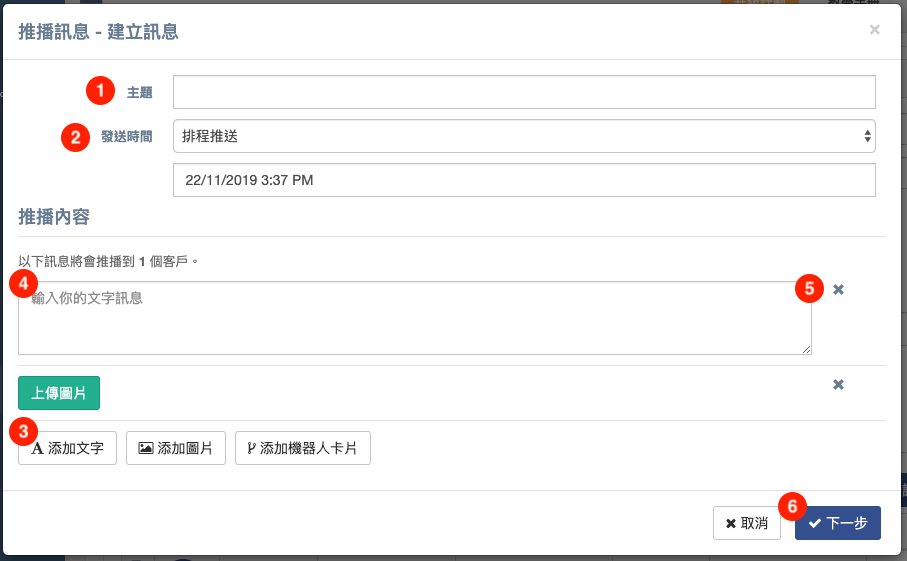 推播訊息 - 建立訊息 ×
1 主題
2 發送時間 排程推送
22/11/2019 3:37 PM
推播內容
以下訊息將會推播到 1 個客戶。
4 輸入你的文字訊息 5
上傳圖片
3 A 添加文字 添加圖片 添加機器人卡片
取消 6 下一步